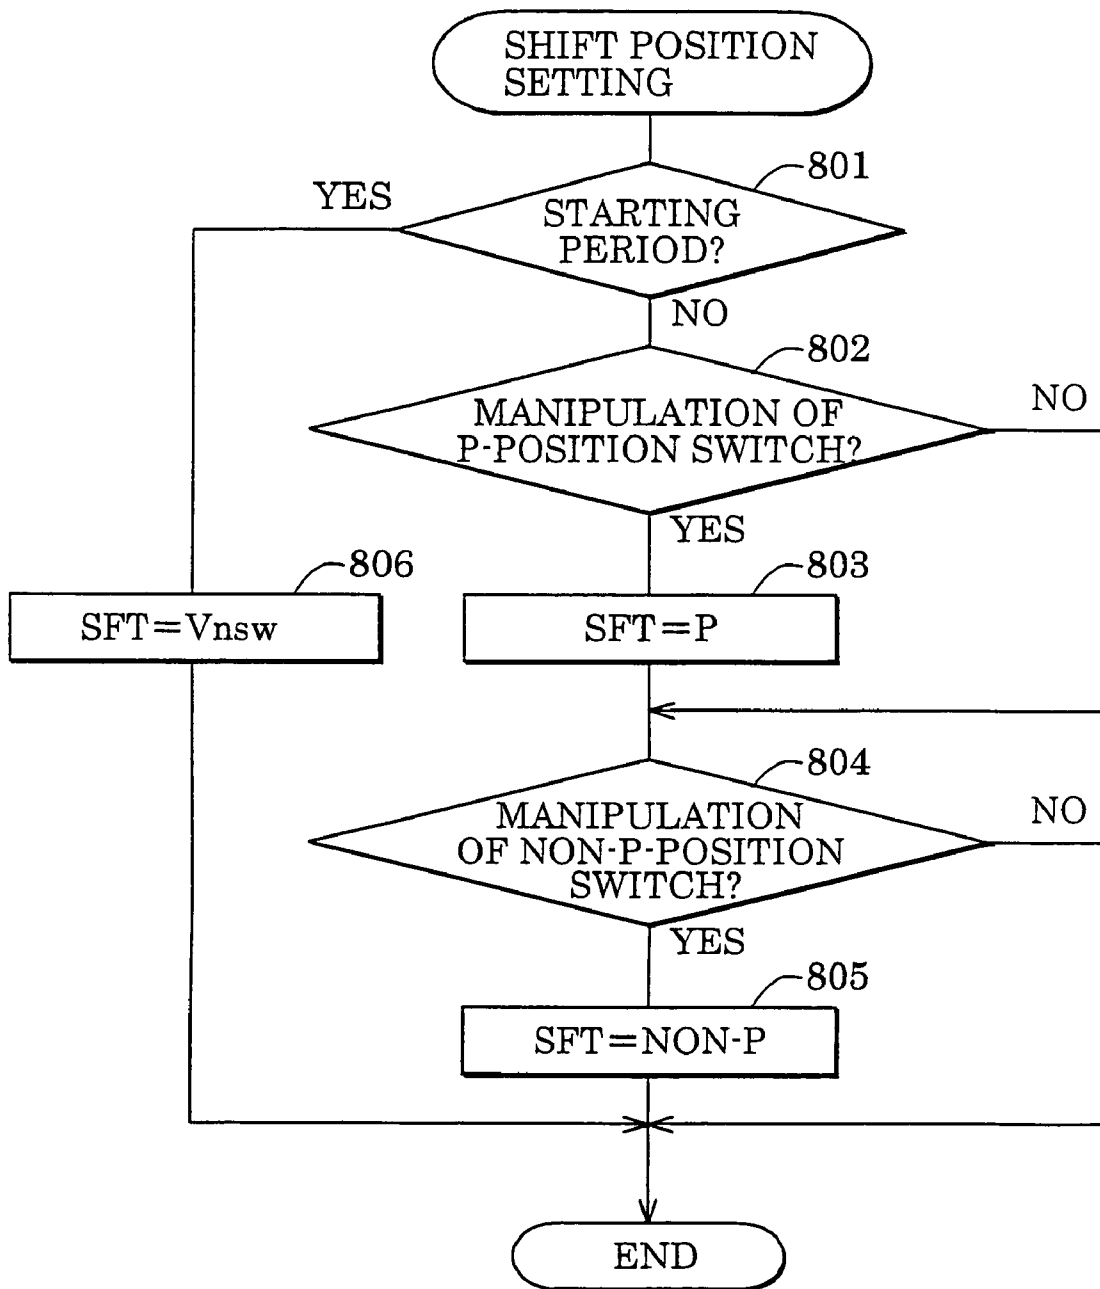 SHIFT POSITION
SETTING
801
YES
STARTING
PERIOD?
NO
802
MANIPULATION OF
P-POSITION SWITCH?
NO
YES
806
803
SFT=Vnsw
SFT=P
804
MANIPULATION
OF NON-P-POSITION
SWITCH?
NO
YES
805
SFT=NON-P
END